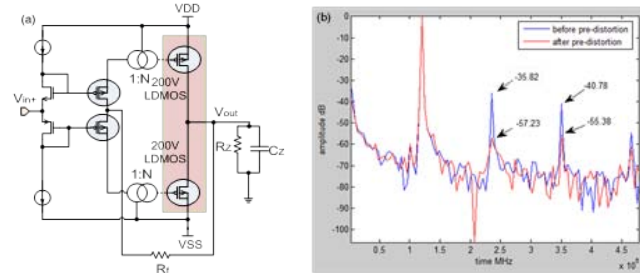 (a)
VDD
1:N
200V
LDMOS
Vin+
Vout
RZ
CZ
200V
LDMOS
1:N
VSS
Rf
(b)
0
-10
-20
-30
-40
-50
-60
-70
-80
-90
-100
amplitude dB
before pre-distortion
after pre-distortion
-35.82
-40.78
-57.23
-55.38
0.5
1
1.5
2
2.5
3
3.5
4
4.5
time MHz